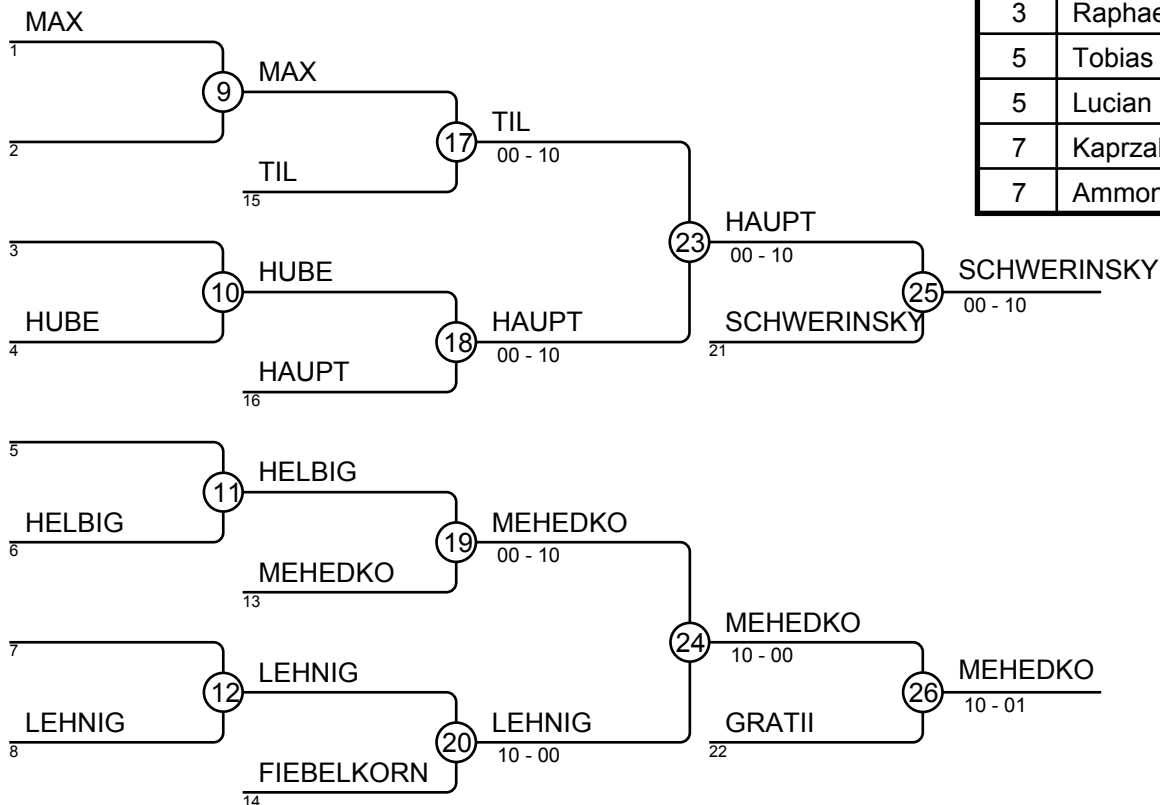 MAX
1
9
MAX
2
17
TIL
00 - 10
TIL
15
3
10
HUBE
HUBE
4
18
HAUPT
00 - 10
HAUPT
16
23
HAUPT
00 - 10
SCHWERINSKY
21
25
SCHWERINSKY
00 - 10
5
11
HELBIG
HELBIG
6
19
MEHEDKO
00 - 10
MEHEDKO
13
7
12
LEHNIG
LEHNIG
8
20
LEHNIG
10 - 00
FIEBELKORN
14
24
MEHEDKO
10 - 00
GRATII
22
26
MEHEDKO
10 - 01
3
5 Tobias
5 Lucian
7
7